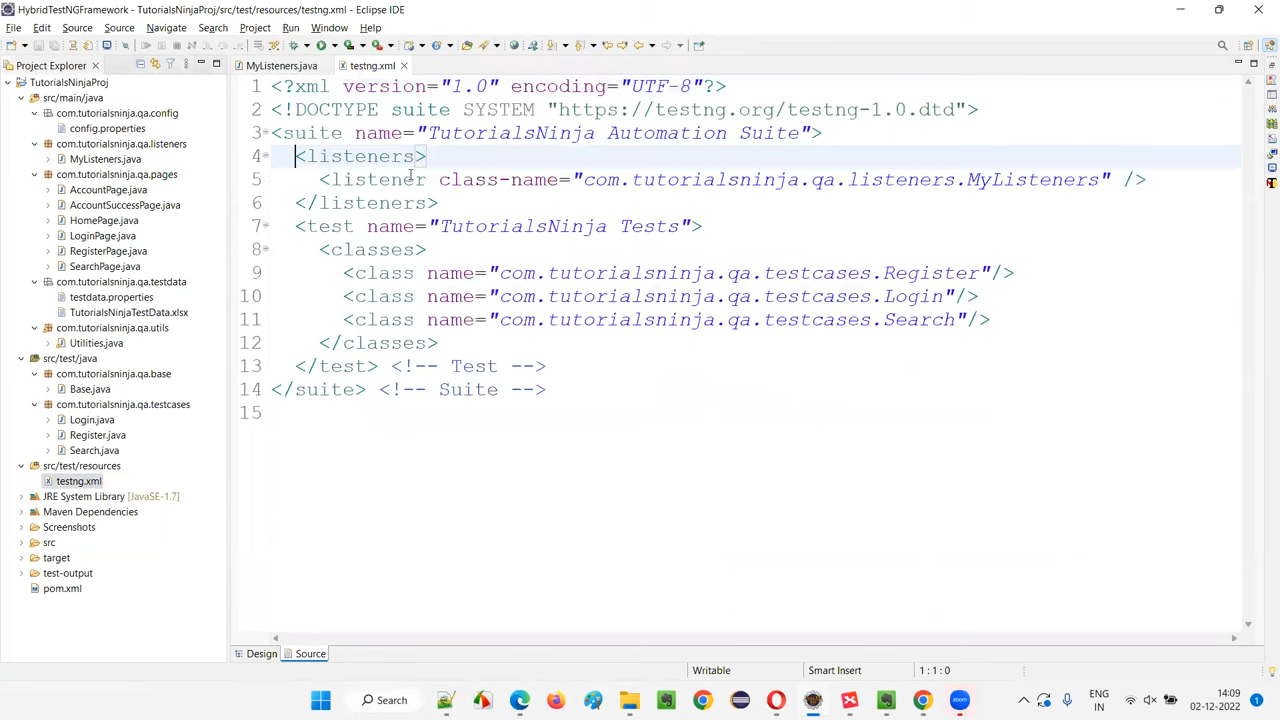 HybridTestNGFramework - TutorialsNinjaProj/src/test/resources/testng.xml - Eclipse IDE
File Edit Source Navigate Search Project Run Window Help
Project Explorer
MyListeners.java
testng.xml
TutorialsNinjaProj
src/main/java
com.tutorialsninja.qa.config
config.properties
com.tutorialsninja.qa.listeners
MyListeners.java
com.tutorialsninja.qa.pages
AccountPage.java
AccountSuccessPage.java
HomePage.java
LoginPage.java
RegisterPage.java
SearchPage.java
com.tutorialsninja.qa.testdata
testdata.properties
TutorialsNinjaTestData.xlsx
com.tutorialsninja.qa.utils
Utilities.java
src/test/java
com.tutorialsninja.qa.base
Base.java
com.tutorialsninja.qa.testcases
Login.java
Register.java
Search.java
src/test/resources
testng.xml
JRE System Library [JavaSE-1.7]
Maven Dependencies
Screenshots
src
target
test-output
pom.xml
1 <?xml version="1.0" encoding="UTF-8"?>
2 <!DOCTYPE suite SYSTEM "https://testng.org/testng-1.0.dtd">
3 <suite name="TutorialsNinja Automation Suite">
4 <listeners>
5 <listener class-name="com.tutorialsninja.qa.listeners.MyListeners" />
6 </listeners>
7 <test name="TutorialsNinja Tests">
8 <classes>
9 <class name="com.tutorialsninja.qa.testcases.Register"/>
10 <class name="com.tutorialsninja.qa.testcases.Login"/>
11 <class name="com.tutorialsninja.qa.testcases.Search"/>
12 </classes>
13 </test> <!-- Test -->
14 </suite> <!-- Suite -->
15
Design Source
Writable Smart Insert 1 : 1 : 0
Search
ENG
IN
14:09
02-12-2022